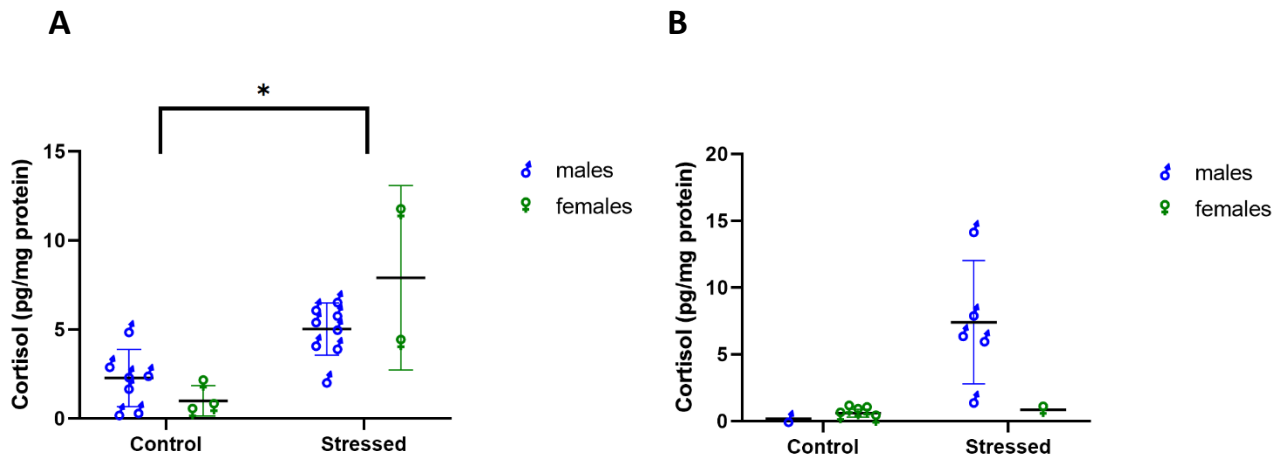 A
*
Cortisol (pg/mg protein)
15
10
5
0
Control
Stressed
males
females
B
Cortisol (pg/mg protein)
20
15
10
5
0
Control
Stressed
males
females